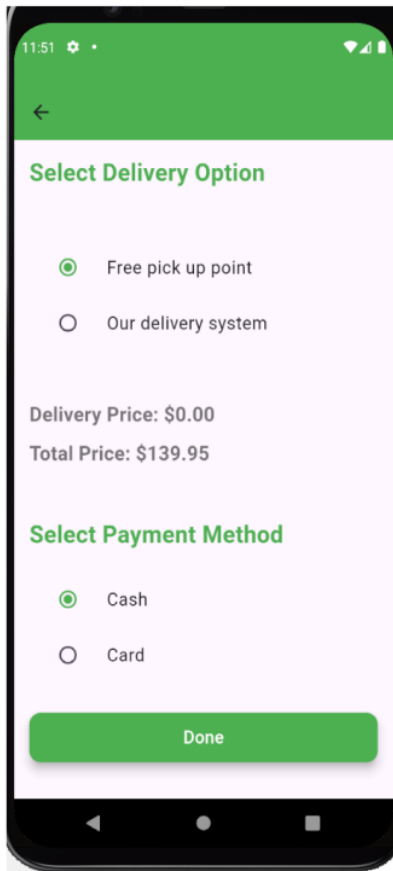 11:51
Select Delivery Option
Free pick up point
Our delivery system
Delivery Price: $0.00
Total Price: $139.95
Select Payment Method
Cash
Card
Done